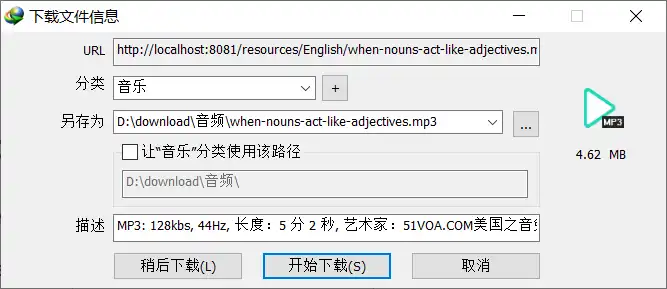 下载文件信息
URL http://localhost:8081/resources/English/when-nouns-act-like-adjectives.m
分类 音乐 +
另存为 D:\download\音频\when-nouns-act-like-adjectives.mp3 ...
MP3
4.62 MB
让“音乐”分类使用该路径
D:\download\音频\
描述 MP3: 128kbs, 44Hz, 长度: 5 分 2 秒, 艺术家: 51VOA.COM美国之音
稍后下载(L) 开始下载(S) 取消